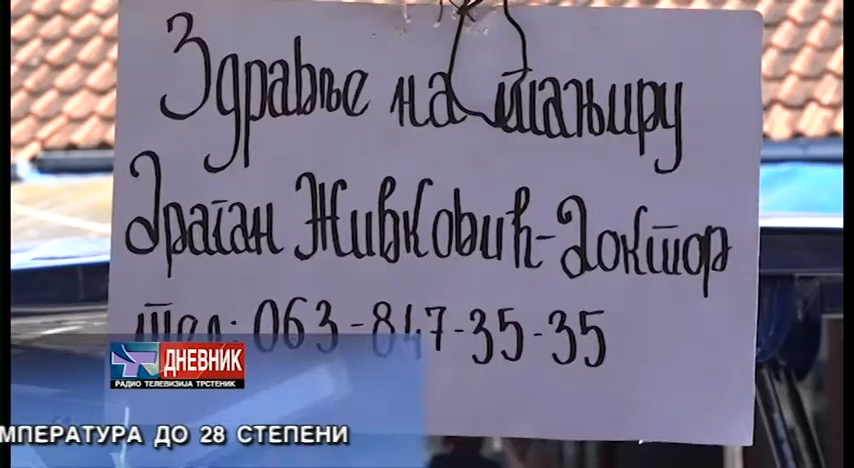 Здравље на тањиру
Драган Живковић-Доктор
тел: 063-847-35-35
ДНЕВНИК
РАДИО ТЕЛЕВИЗИЈА ТРСТЕНИК
МПЕРАТУРА ДО 28 СТЕПЕНИ